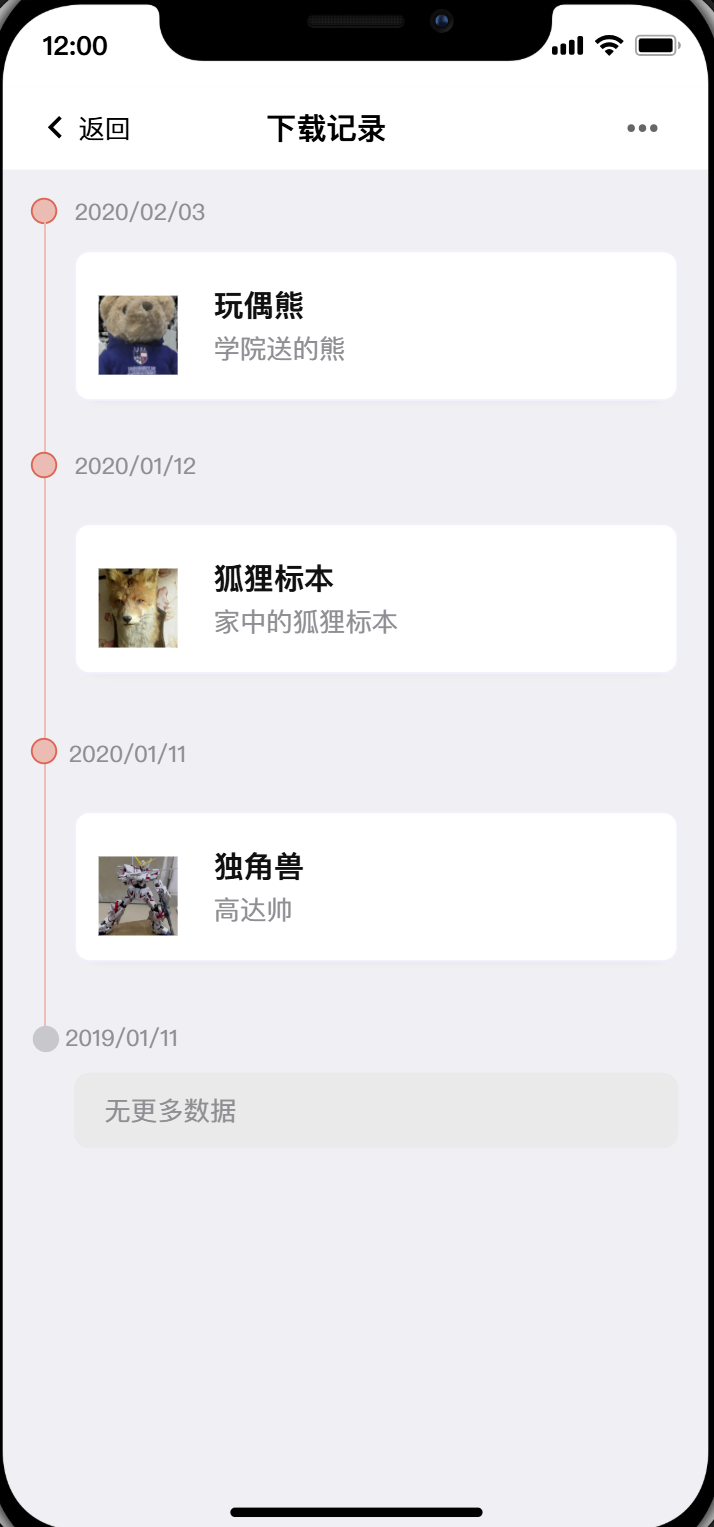 12:00
返回
下载记录
2020/02/03
玩偶熊
学院送的熊
2020/01/12
狐狸标本
家中的狐狸标本
2020/01/11
独角兽
高达帅
2019/01/11
无更多数据